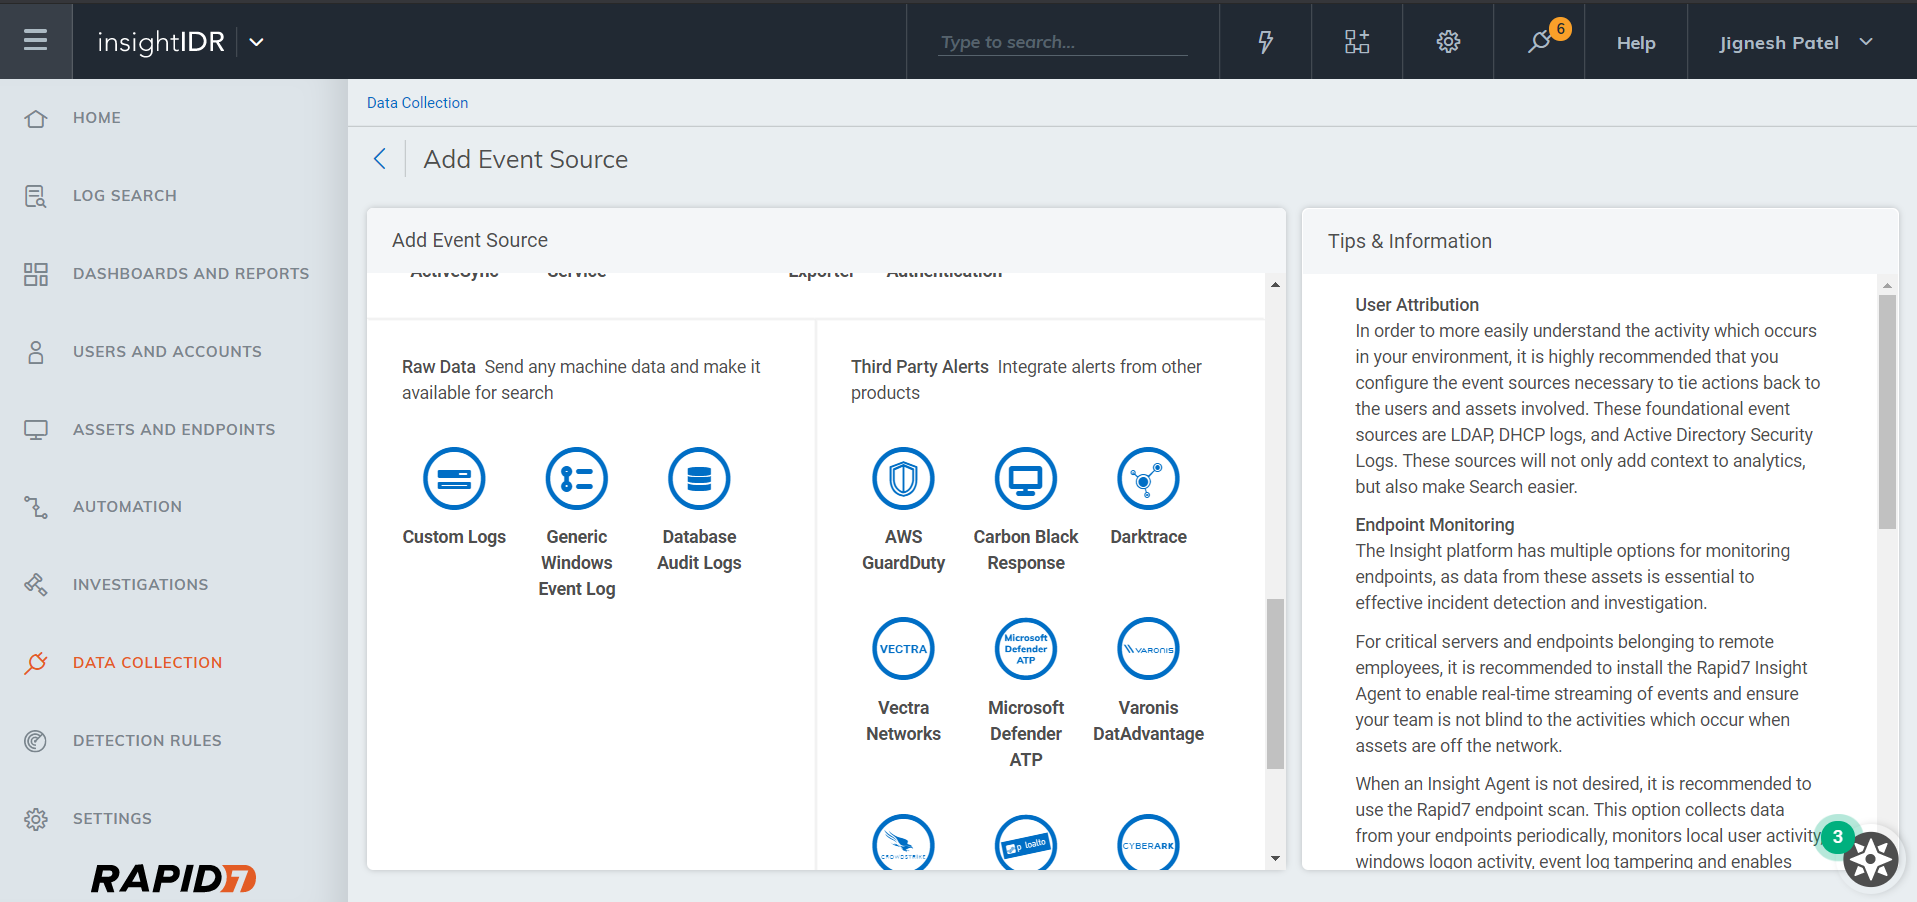 insightIDR
Type to search...
6
Help
Jignesh Patel
HOME
LOG SEARCH
DASHBOARDS AND REPORTS
USERS AND ACCOUNTS
ASSETS AND ENDPOINTS
AUTOMATION
INVESTIGATIONS
DATA COLLECTION
DETECTION RULES
SETTINGS
RAPID7
Data Collection
Add Event Source
Add Event Source
ActiveSync Service Exporter Authentication
Raw Data Send any machine data and make it
available for search
Custom Logs
Generic
Windows
Event Log
Database
Audit Logs
Third Party Alerts Integrate alerts from other
products
AWS
GuardDuty
Carbon Black
Response
Darktrace
VECTRA
Vectra
Networks
Microsoft
Defender
ATP
Microsoft
Defender
ATP
VARONIS
Varonis
DatAdvantage
CROWDSTRIKE
CYBERARK
Tips & Information
User Attribution
In order to more easily understand the activity which occurs
in your environment, it is highly recommended that you
configure the event sources necessary to tie actions back to
the users and assets involved. These foundational event
sources are LDAP, DHCP logs, and Active Directory Security
Logs. These sources will not only add context to analytics,
but also make Search easier.
Endpoint Monitoring
The Insight platform has multiple options for monitoring
endpoints, as data from these assets is essential to
effective incident detection and investigation.
For critical servers and endpoints belonging to remote
employees, it is recommended to install the Rapid7 Insight
Agent to enable real-time streaming of events and ensure
your team is not blind to the activities which occur when
assets are off the network.
When an Insight Agent is not desired, it is recommended to
use the Rapid7 endpoint scan. This option collects data
from your endpoints periodically, monitors local user activity,
windows logon activity, event log tampering and enables
3